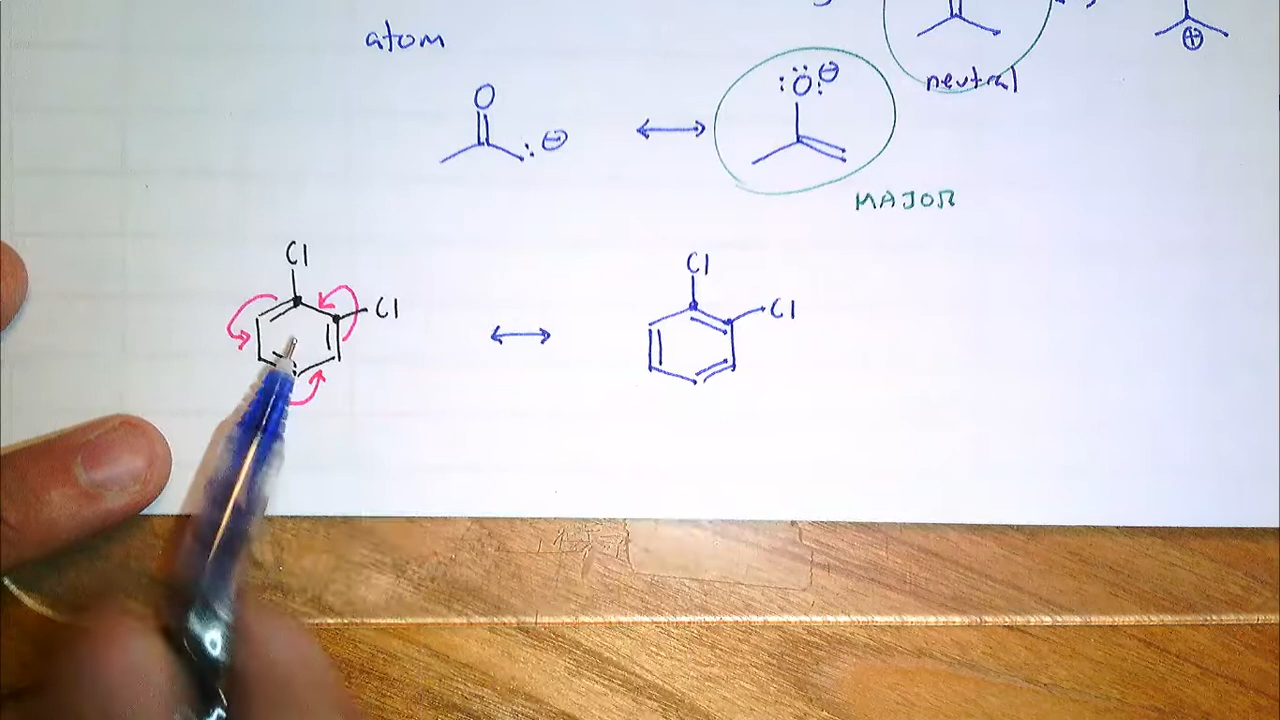 atom
neutral
⊕
O
:Ö: ⊖
: ⊖
MAJOR
Cl
Cl
Cl
Cl